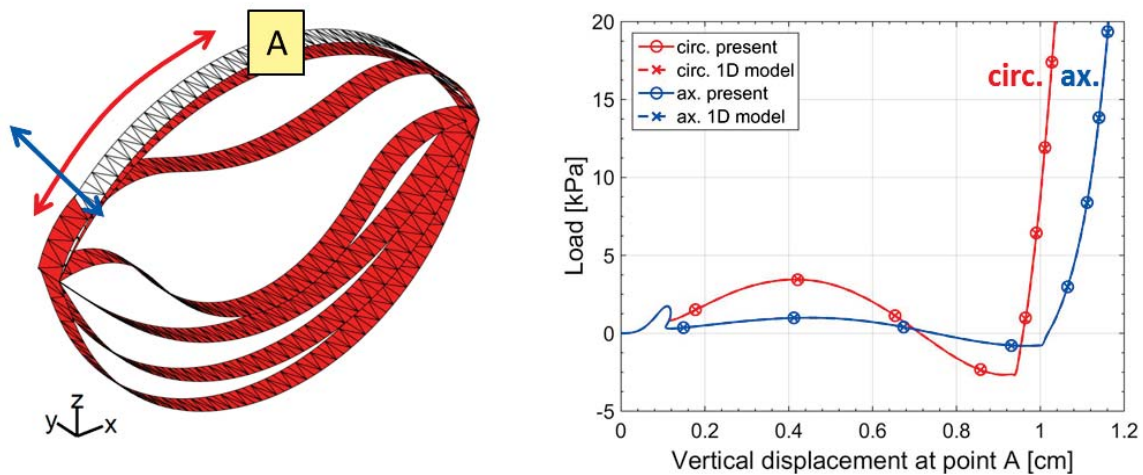 A
z
y
x
20
15
10
5
0
-5
Load [kPa]
circ. present
circ. 1D model
ax. present
ax. 1D model
circ. ax.
0 0.2 0.4 0.6 0.8 1 1.2
Vertical displacement at point A [cm]